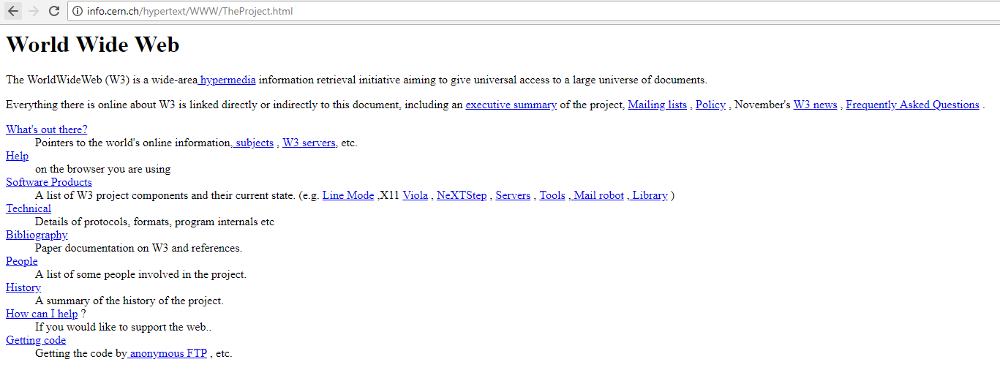 info.cern.ch/hypertext/WWW/TheProject.html
World Wide Web
The WorldWideWeb (W3) is a wide-area hypermedia information retrieval initiative aiming to give universal access to a large universe of documents.
Everything there is online about W3 is linked directly or indirectly to this document, including an executive summary of the project, Mailing lists , Policy , November's W3 news , Frequently Asked Questions .
What's out there?
Pointers to the world's online information, subjects , W3 servers, etc.
Help
on the browser you are using
Software Products
A list of W3 project components and their current state. (e.g. Line Mode ,X11 Viola , NeXTStep , Servers , Tools , Mail robot , Library )
Technical
Details of protocols, formats, program internals etc
Bibliography
Paper documentation on W3 and references.
People
A list of some people involved in the project.
History
A summary of the history of the project.
How can I help ?
If you would like to support the web..
Getting code
Getting the code by anonymous FTP , etc.